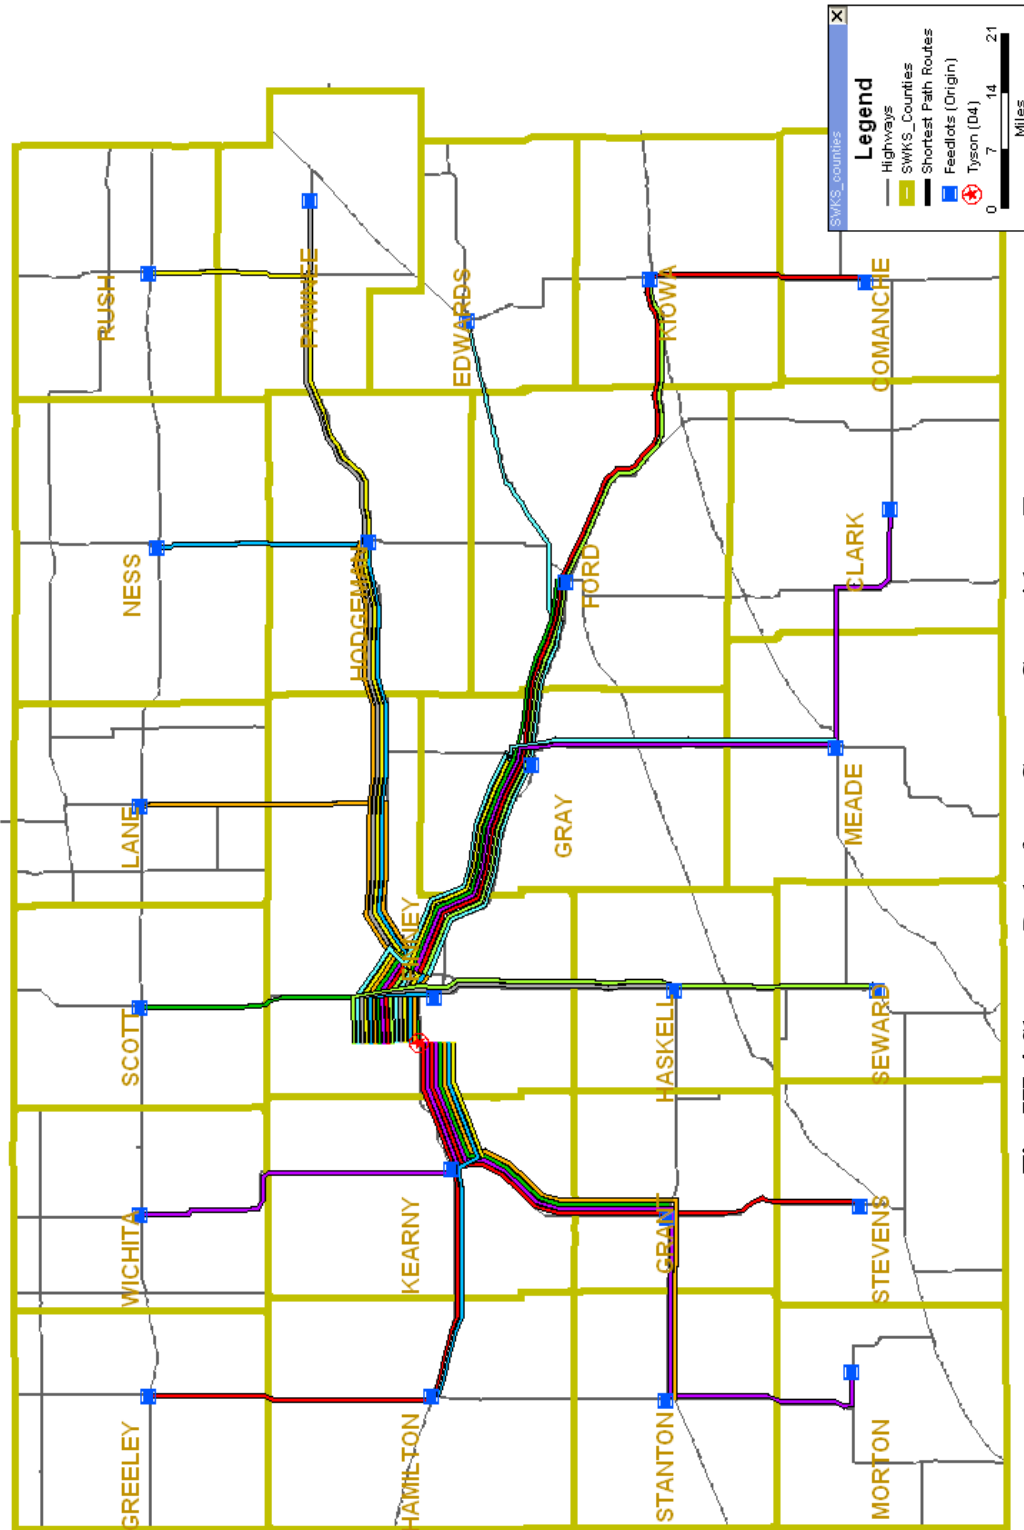 GREELEY
WICHITA
SCOTT
LANE
NESS
RUSH
HAMILTON
KEARNY
FINNEY
HODGEMAN
PAWNEE
EDWARDS
STANTON
GRANT
HASKELL
GRAY
FORD
KIOWA
MORTON
STEVENS
SEWARD
MEADE
CLARK
COMANCHE
SWKS_counties
Legend
Highways
SWKS_Counties
Shortest Path Routes
Feedlots (Origin)
Tyson (D4)
0 7 14 21
Miles